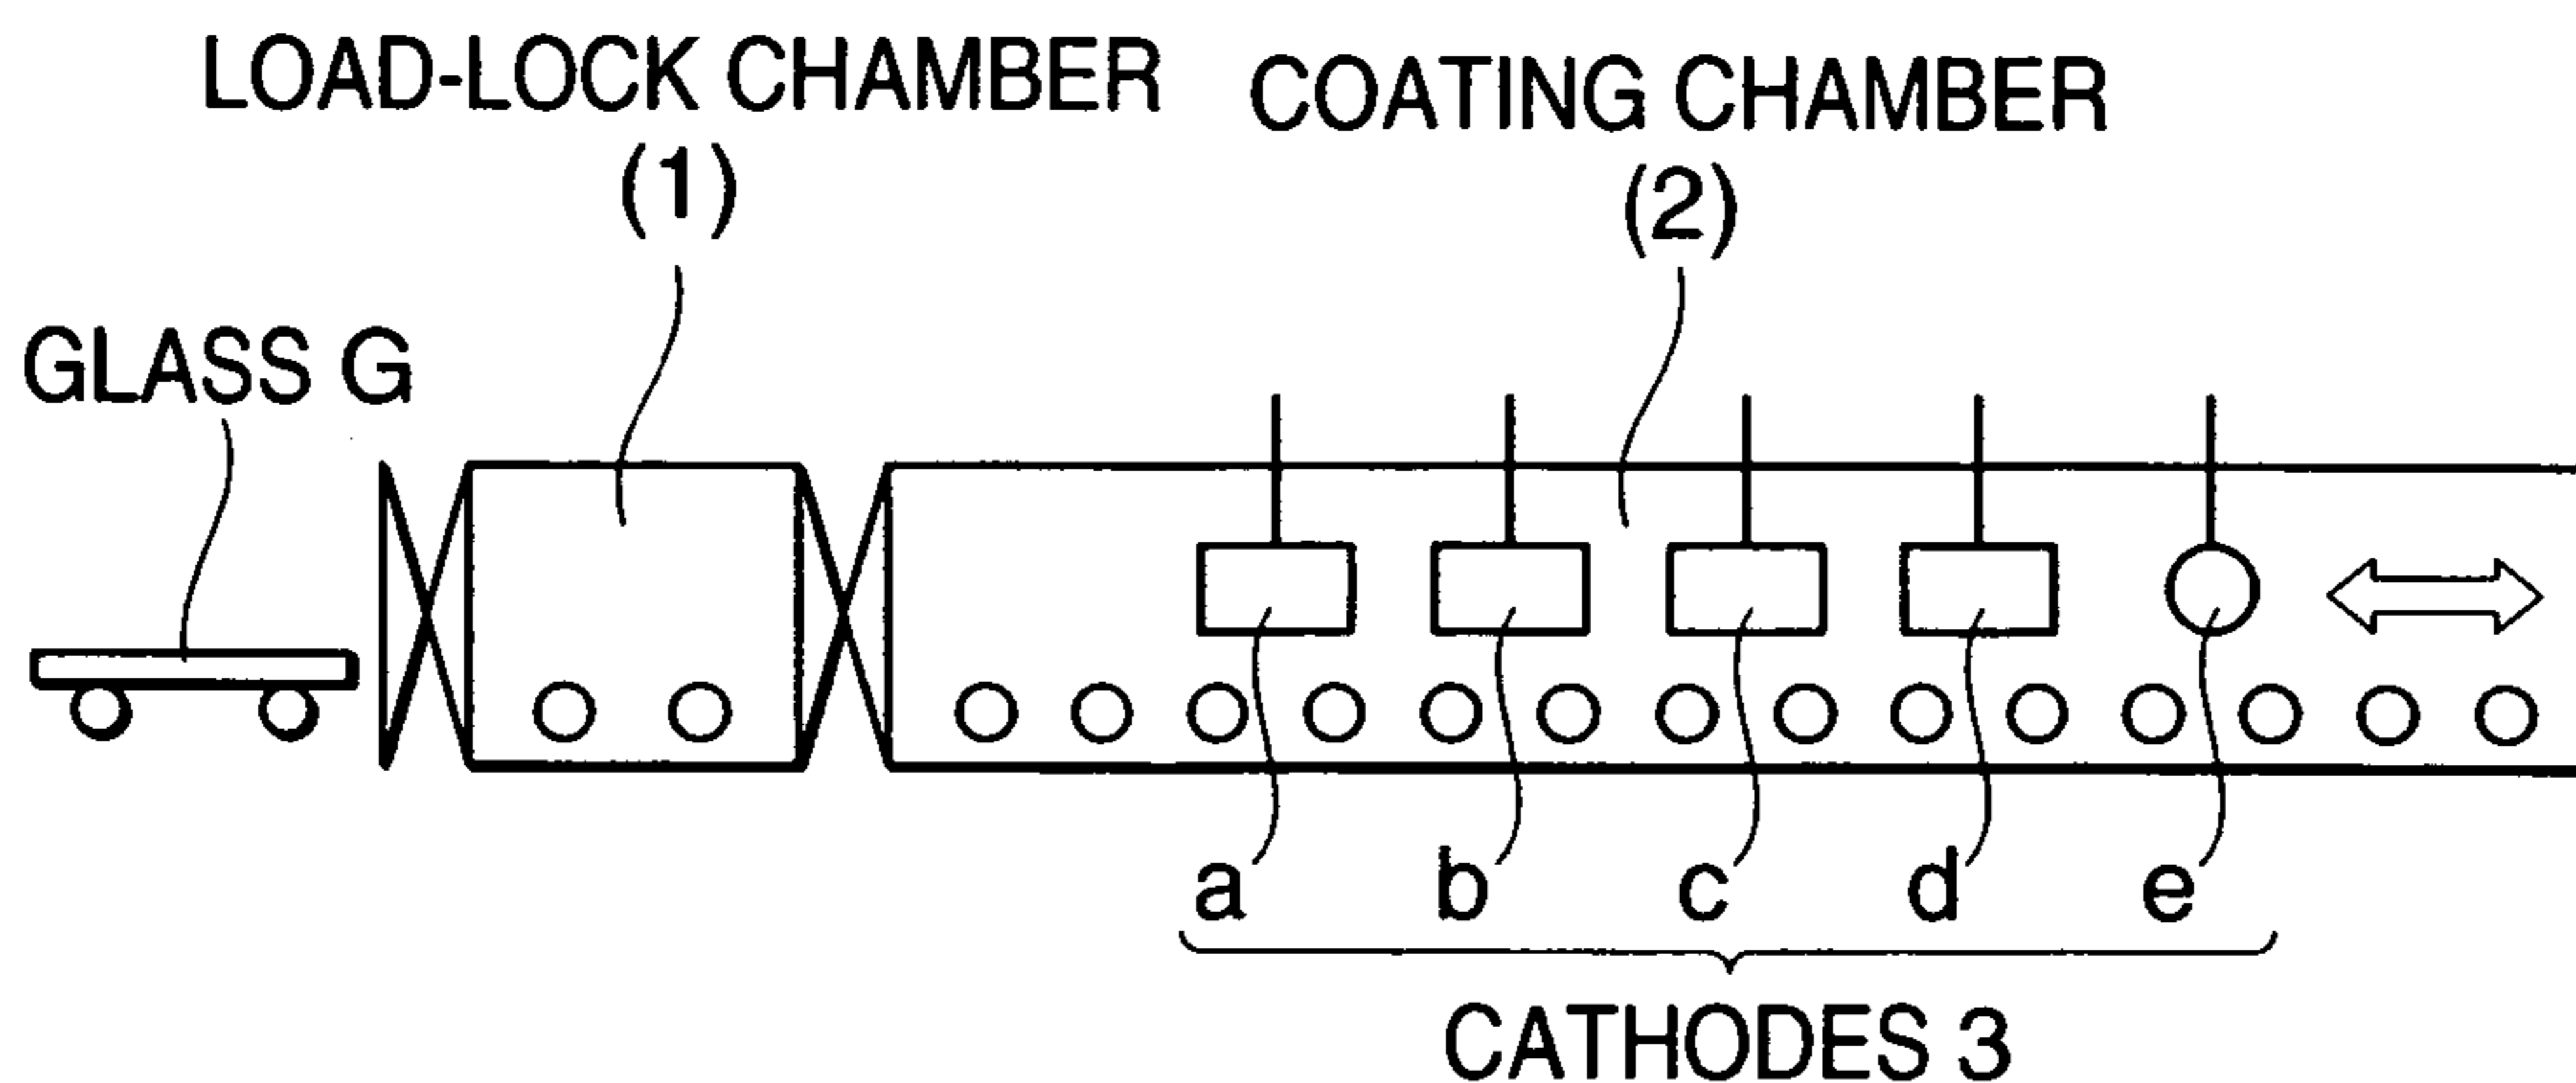 LOAD-LOCK CHAMBER
(1)
COATING CHAMBER
(2)
GLASS G
a b c d e
CATHODES 3